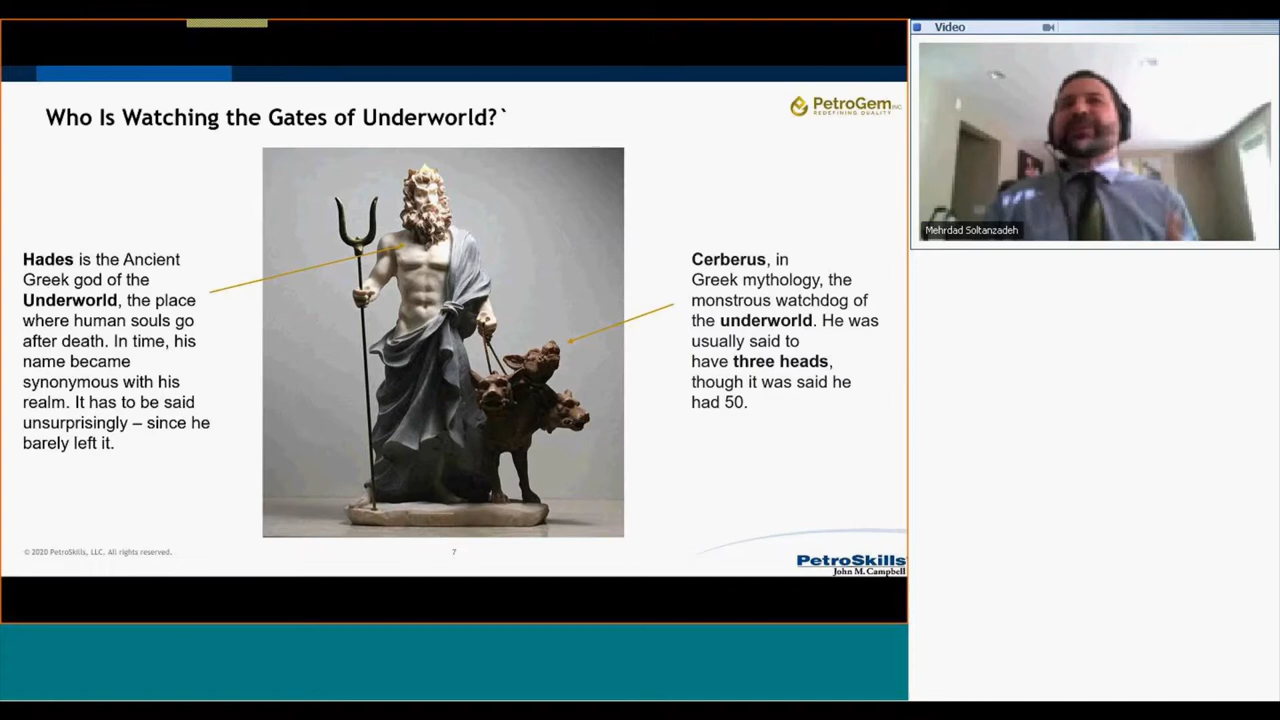 Video
Who Is Watching the Gates of Underworld?`
PetroGem INC
REDEFINING QUALITY
Hades is the Ancient
Greek god of the
Underworld, the place
where human souls go
after death. In time, his
name became
synonymous with his
realm. It has to be said
unsurprisingly – since he
barely left it.
Cerberus, in
Greek mythology, the
monstrous watchdog of
the underworld. He was
usually said to
have three heads,
though it was said he
had 50.
Mehrdad Soltanzadeh
© 2020 PetroSkills, LLC. All rights reserved.
7
PetroSkills
John M. Campbell